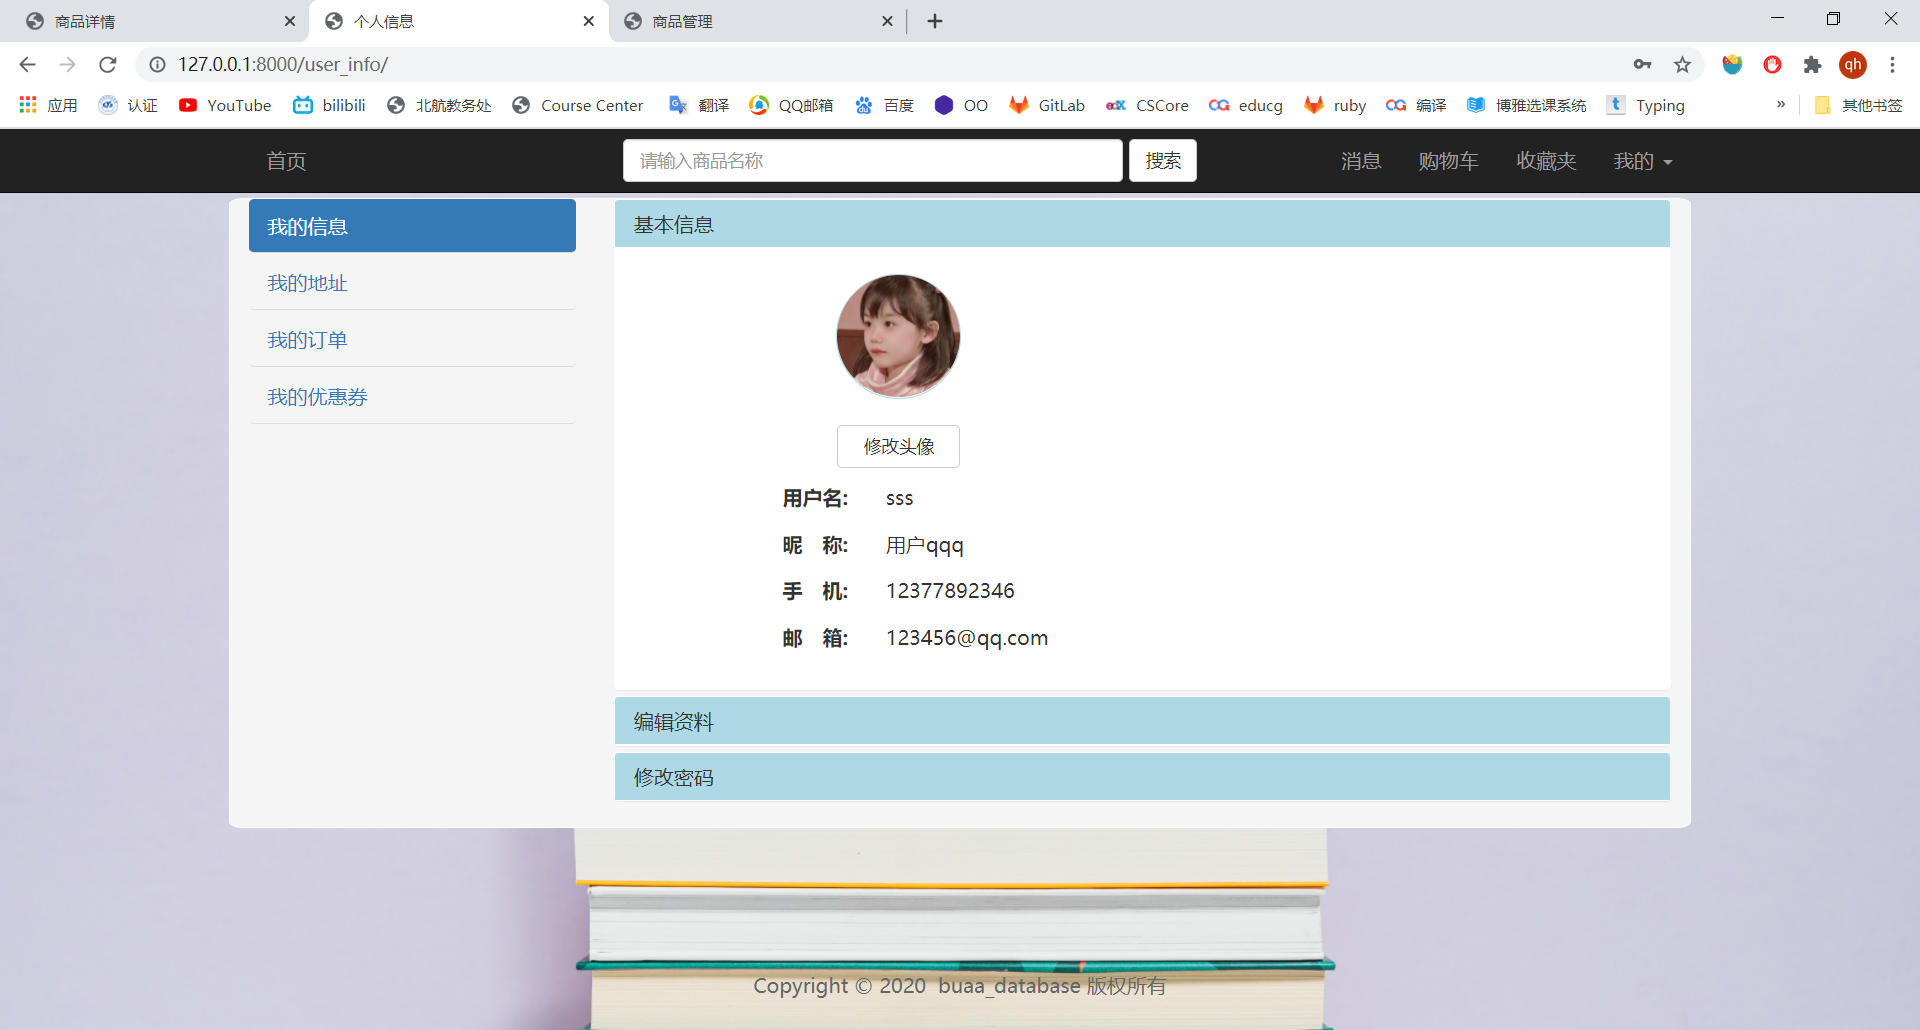 商品详情
个人信息
商品管理
127.0.0.1:8000/user_info/
qh
应用 认证 YouTube bilibili 北航教务处 Course Center 翻译 QQ邮箱 百度 OO GitLab CSCore educg ruby 编译 博雅选课系统 Typing » 其他书签
首页 请输入商品名称 搜索 消息 购物车 收藏夹 我的
我的信息
我的地址
我的订单
我的优惠券
基本信息
修改头像
用户名: sss
昵 称: 用户qqq
手 机: 12377892346
邮 箱: 123456@qq.com
编辑资料
修改密码
Copyright © 2020 buaa_database 版权所有